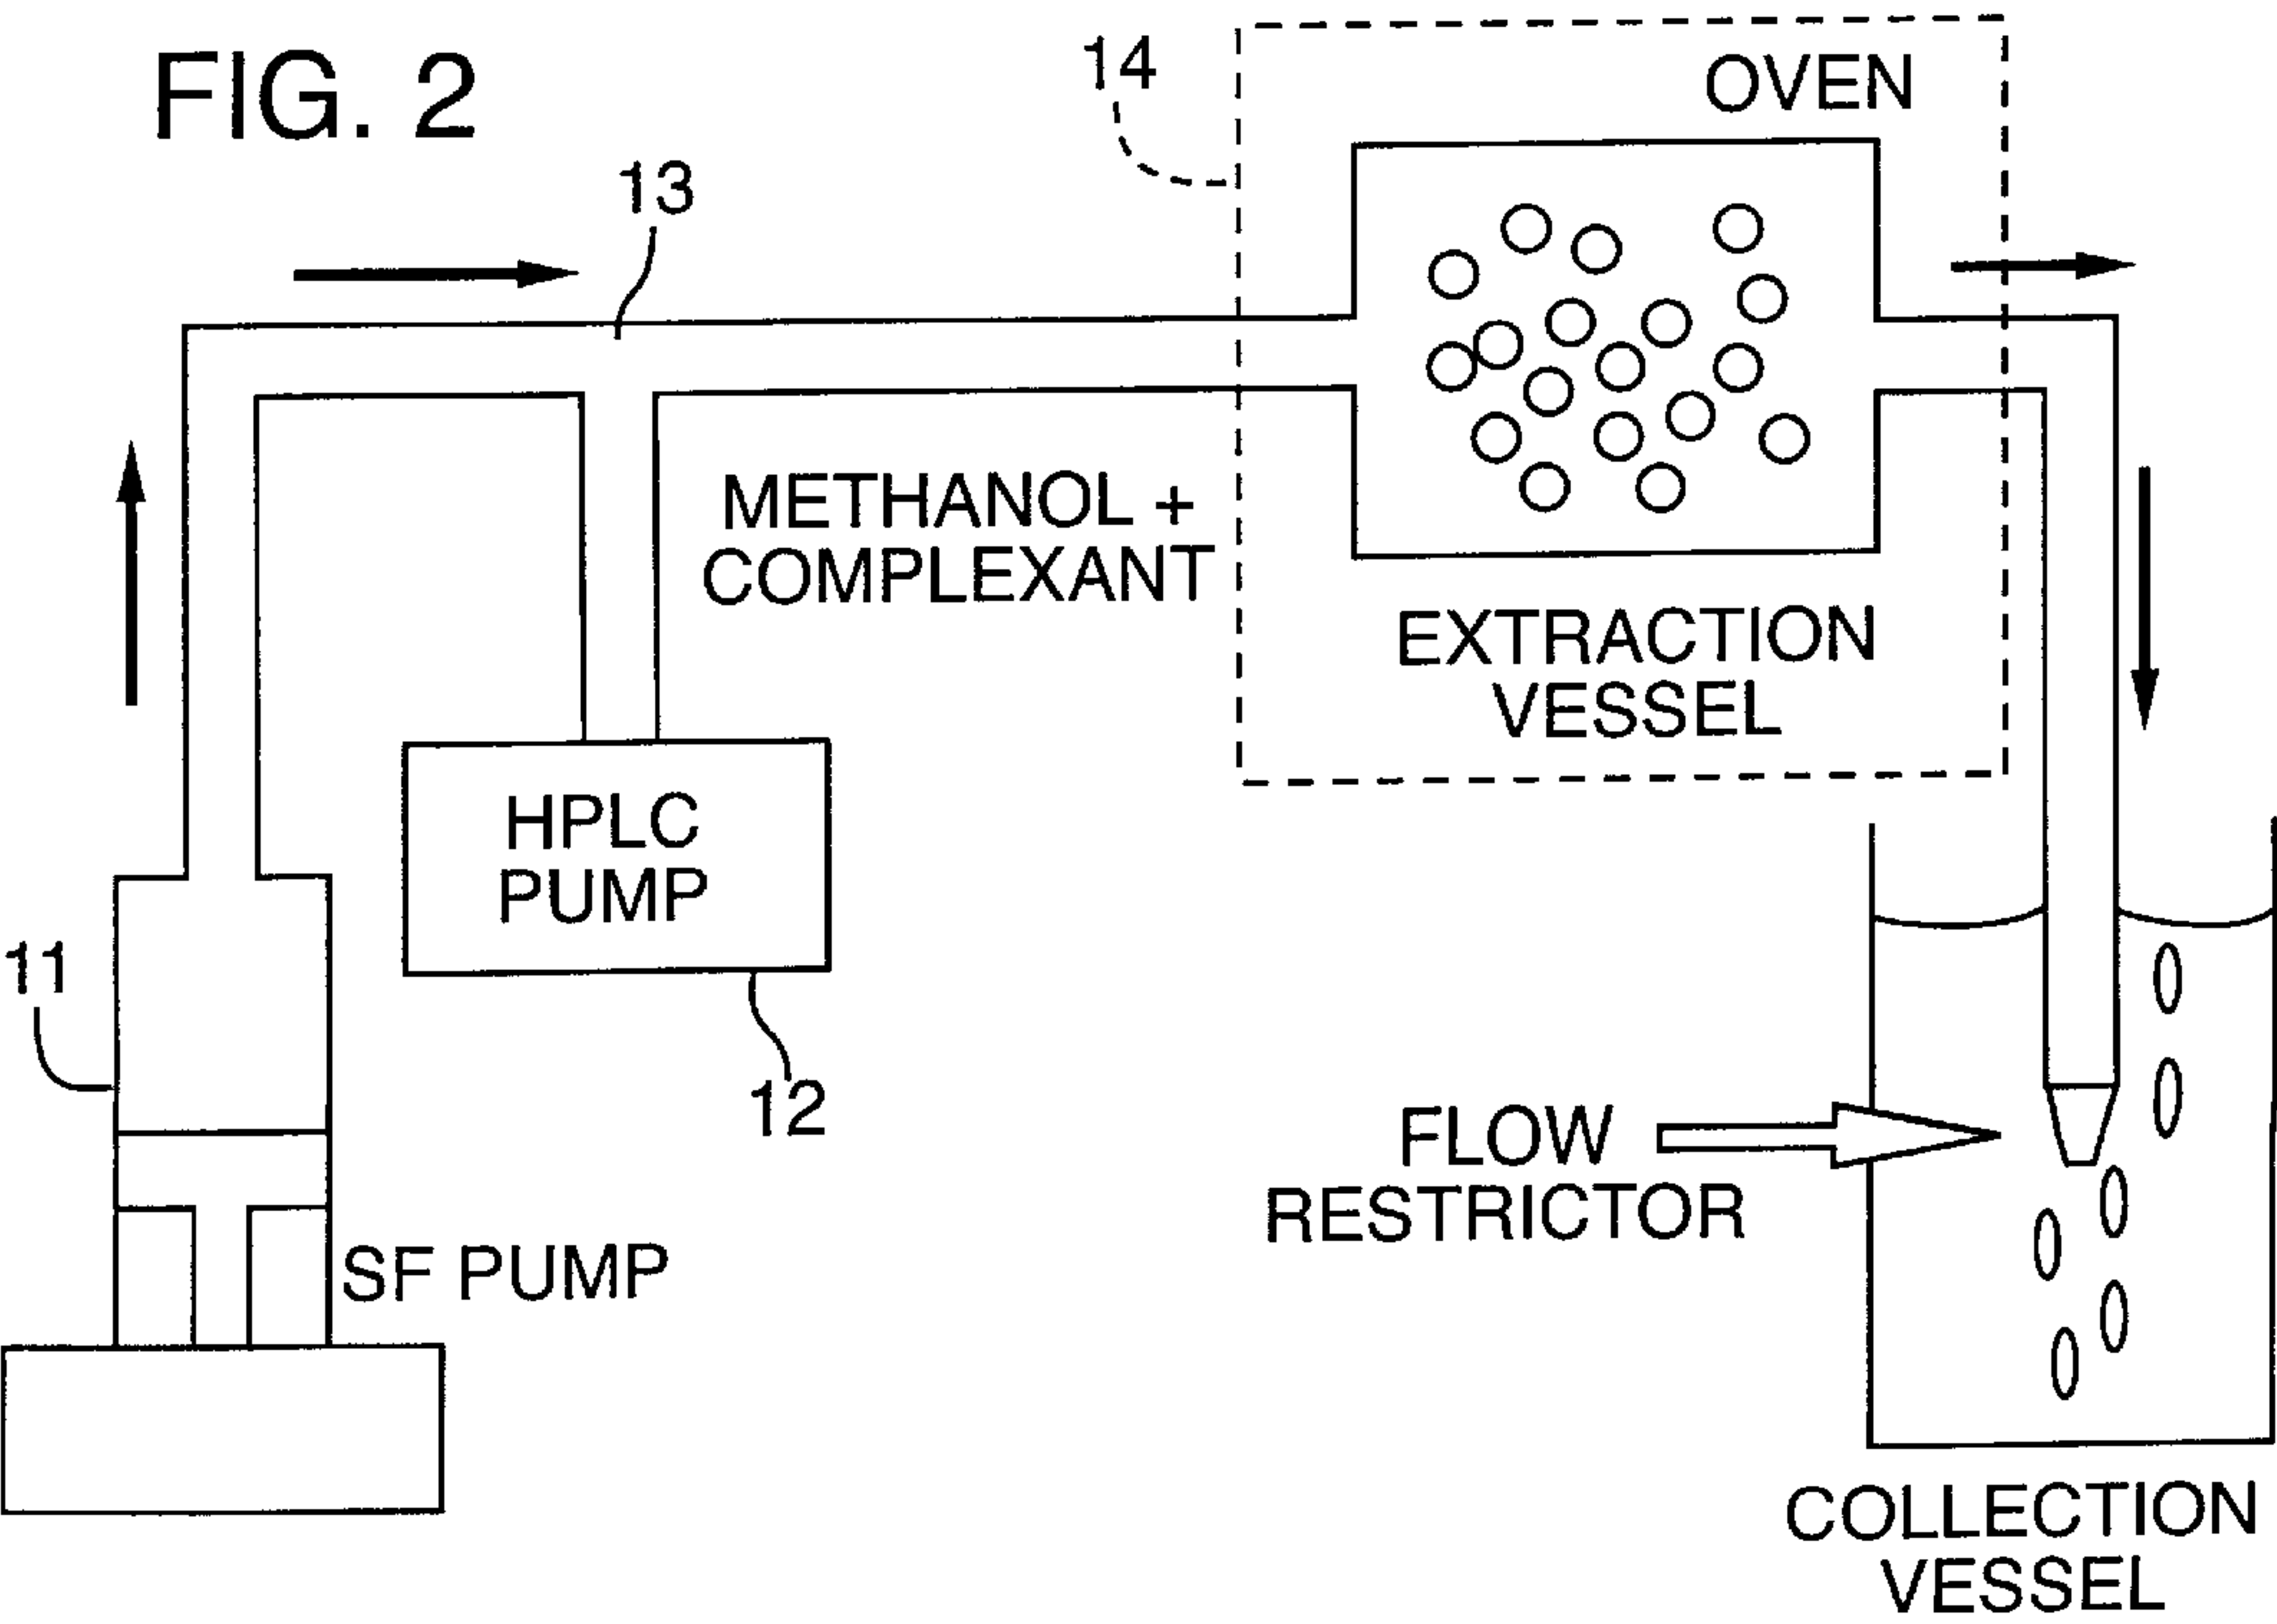 FIG. 2
14
OVEN
13
METHANOL +
COMPLEXANT
EXTRACTION
VESSEL
HPLC
PUMP
11
12
FLOW
RESTRICTOR
SF PUMP
COLLECTION
VESSEL